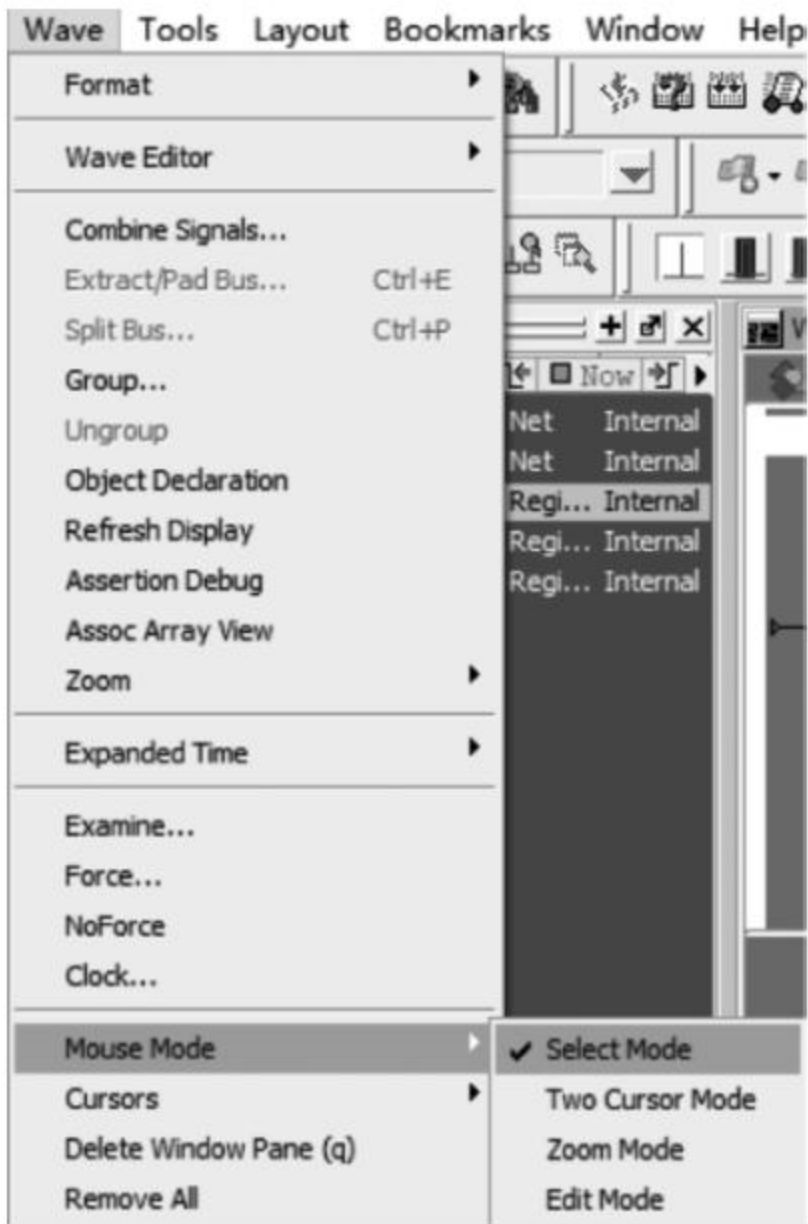 Wave Tools Layout Bookmarks Window Help
Format
Wave Editor
Combine Signals...
Extract/Pad Bus... Ctrl+E
Split Bus... Ctrl+P
Group...
Ungroup
Object Declaration
Refresh Display
Assertion Debug
Assoc Array View
Zoom
Expanded Time
Examine...
Force...
NoForce
Clock...
Mouse Mode
Cursors
Delete Window Pane (q)
Remove All
Select Mode
Two Cursor Mode
Zoom Mode
Edit Mode
Now
Net Internal
Net Internal
Regi... Internal
Regi... Internal
Regi... Internal